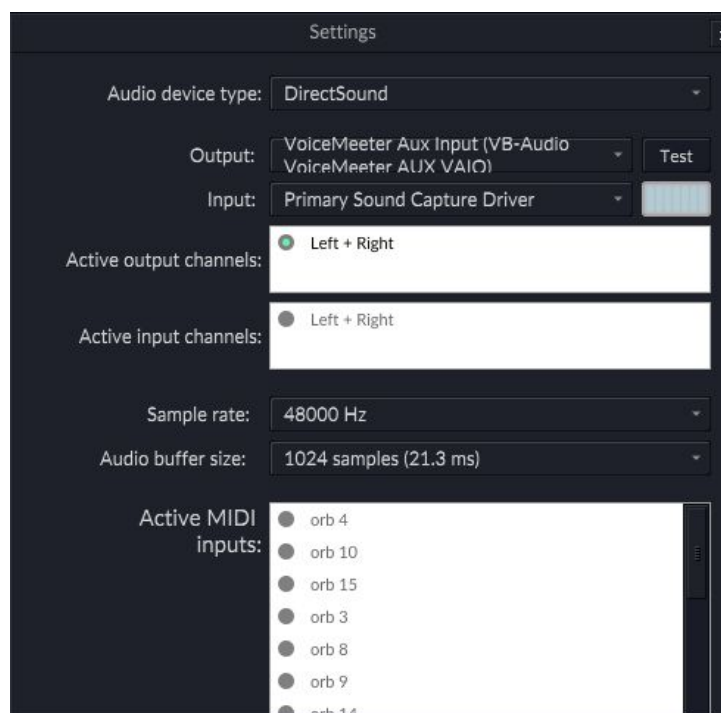 Settings
Audio device type: DirectSound
Output: VoiceMeeter Aux Input (VB-Audio
VoiceMeeter AUX VAIO)
Test
Input: Primary Sound Capture Driver
Active output channels: Left + Right
Active input channels: Left + Right
Sample rate: 48000 Hz
Audio buffer size: 1024 samples (21.3 ms)
Active MIDI
inputs:
orb 4
orb 10
orb 15
orb 3
orb 8
orb 9
orb 14